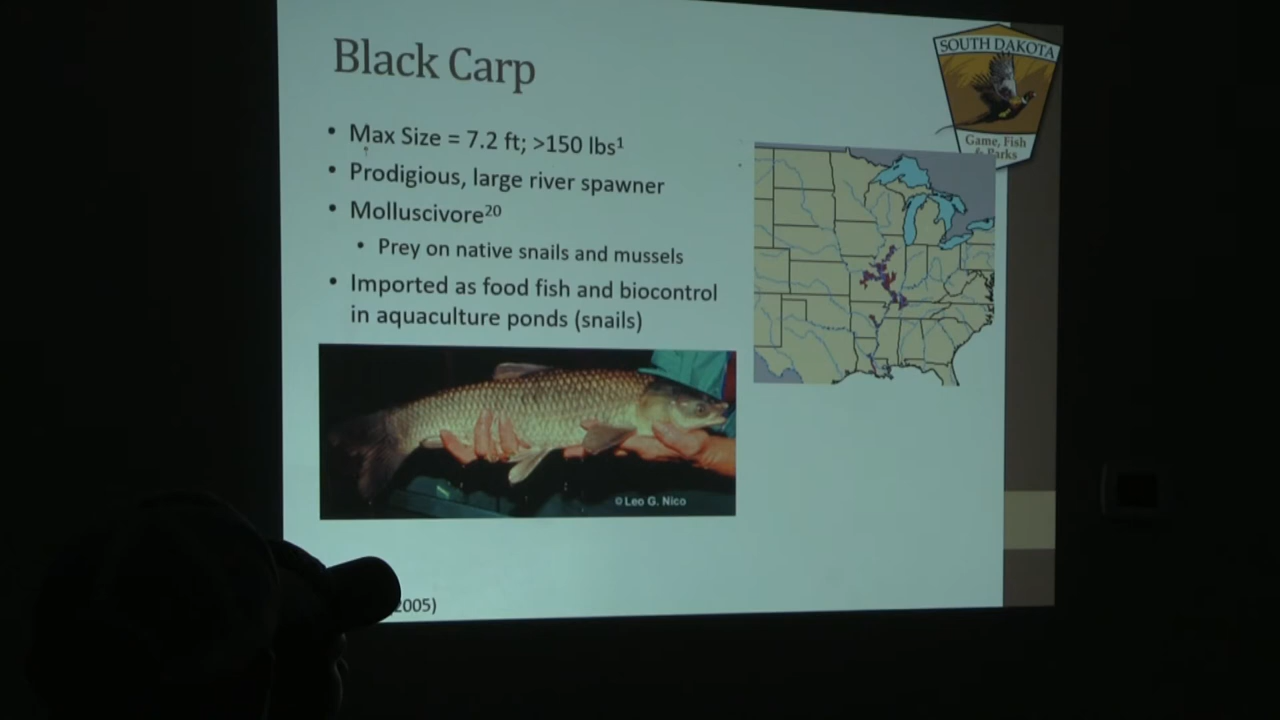 Black Carp
SOUTH DAKOTA
Game, Fish
& Parks
• Max Size = 7.2 ft; >150 lbs¹
• Prodigious, large river spawner
• Molluscivore²⁰
• Prey on native snails and mussels
• Imported as food fish and biocontrol
in aquaculture ponds (snails)
© Leo G. Nico
2005)